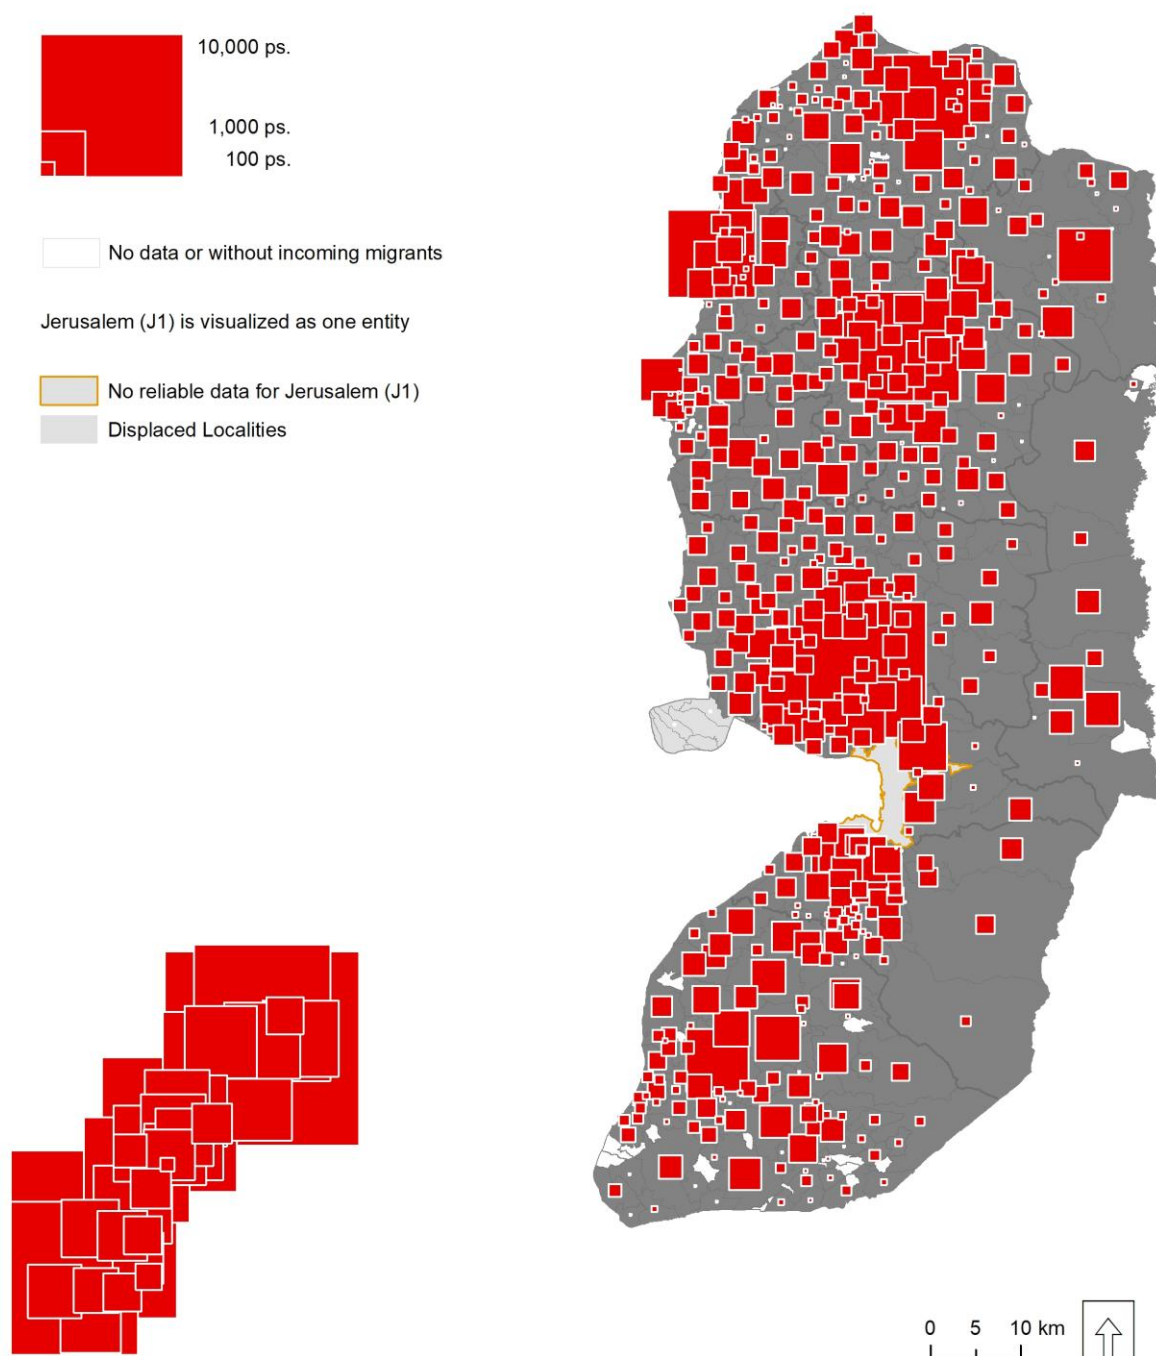 10,000 ps.
1,000 ps.
100 ps.
No data or without incoming migrants
Jerusalem (J1) is visualized as one entity
No reliable data for Jerusalem (J1)
Displaced Localities
0 5 10 km